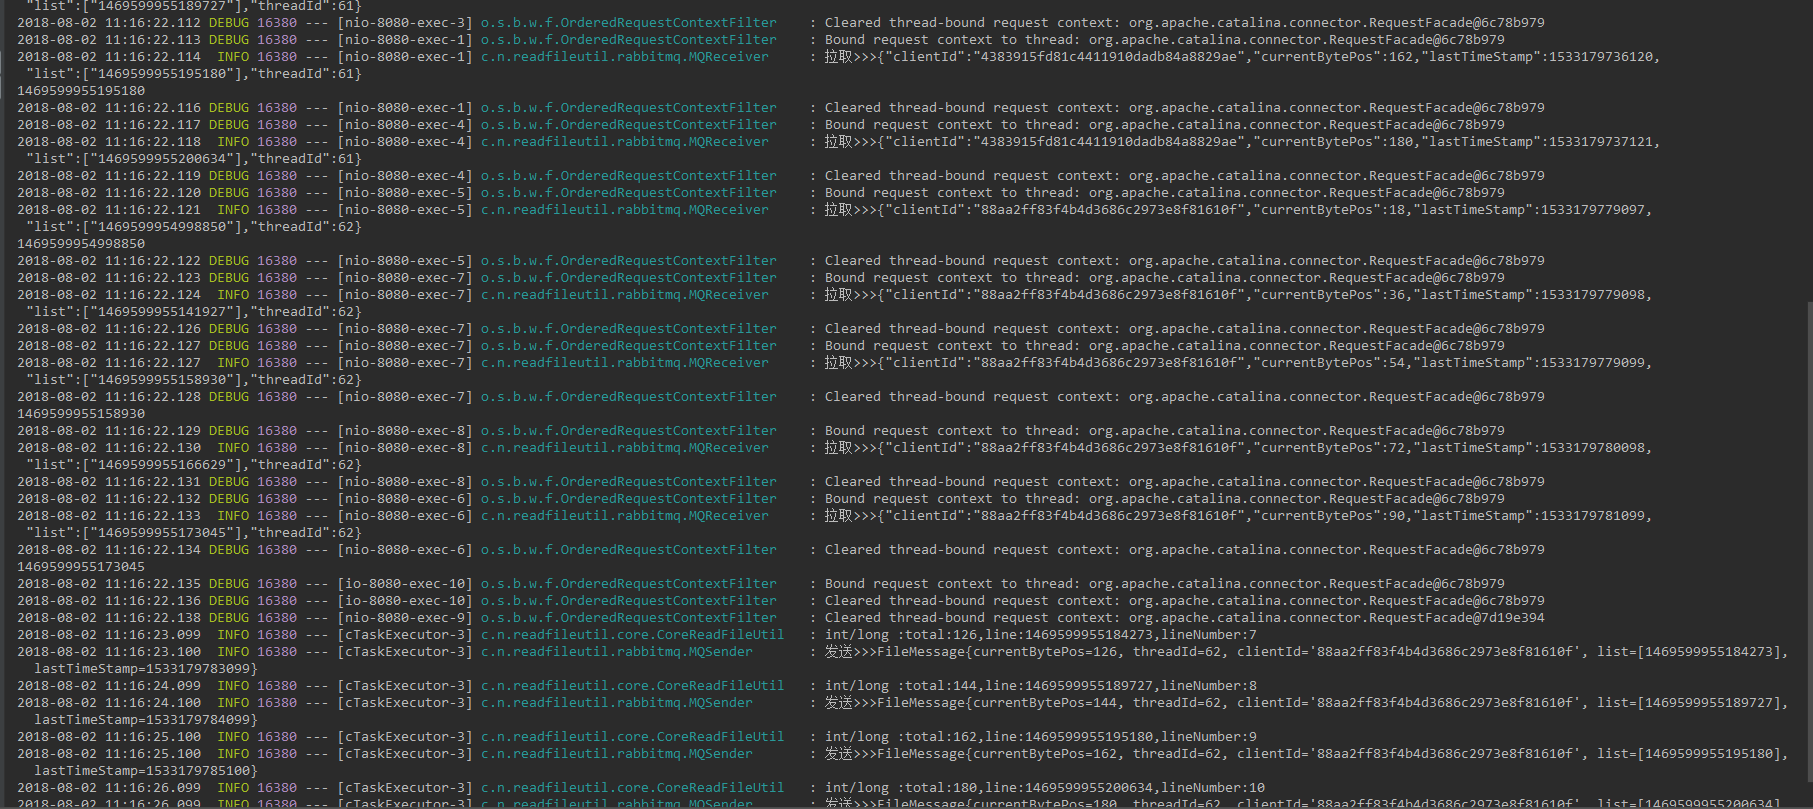 "list":["1469599955189727"],"threadId":61}
2018-08-02 11:16:22.112 DEBUG 16380 --- [nio-8080-exec-3] o.s.b.w.f.OrderedRequestContextFilter : Cleared thread-bound request context: org.apache.catalina.connector.RequestFacade@6c78b979
2018-08-02 11:16:22.113 DEBUG 16380 --- [nio-8080-exec-1] o.s.b.w.f.OrderedRequestContextFilter : Bound request context to thread: org.apache.catalina.connector.RequestFacade@6c78b979
2018-08-02 11:16:22.114 INFO 16380 --- [nio-8080-exec-1] c.n.readfileutil.rabbitmq.MQReceiver : 拉取>>>{"clientId":"4383915fd81c4411910dadb84a8829ae","currentBytePos":162,"lastTimeStamp":1533179736120,
"list":["1469599955195180"],"threadId":61}
1469599955195180
2018-08-02 11:16:22.116 DEBUG 16380 --- [nio-8080-exec-1] o.s.b.w.f.OrderedRequestContextFilter : Cleared thread-bound request context: org.apache.catalina.connector.RequestFacade@6c78b979
2018-08-02 11:16:22.117 DEBUG 16380 --- [nio-8080-exec-4] o.s.b.w.f.OrderedRequestContextFilter : Bound request context to thread: org.apache.catalina.connector.RequestFacade@6c78b979
2018-08-02 11:16:22.118 INFO 16380 --- [nio-8080-exec-4] c.n.readfileutil.rabbitmq.MQReceiver : 拉取>>>{"clientId":"4383915fd81c4411910dadb84a8829ae","currentBytePos":180,"lastTimeStamp":1533179737121,
"list":["1469599955200634"],"threadId":61}
2018-08-02 11:16:22.119 DEBUG 16380 --- [nio-8080-exec-4] o.s.b.w.f.OrderedRequestContextFilter : Cleared thread-bound request context: org.apache.catalina.connector.RequestFacade@6c78b979
2018-08-02 11:16:22.120 DEBUG 16380 --- [nio-8080-exec-5] o.s.b.w.f.OrderedRequestContextFilter : Bound request context to thread: org.apache.catalina.connector.RequestFacade@6c78b979
2018-08-02 11:16:22.121 INFO 16380 --- [nio-8080-exec-5] c.n.readfileutil.rabbitmq.MQReceiver : 拉取>>>{"clientId":"88aa2ff83f4b4d3686c2973e8f81610f","currentBytePos":18,"lastTimeStamp":1533179779097,
"list":["1469599954998850"],"threadId":62}
1469599954998850
2018-08-02 11:16:22.122 DEBUG 16380 --- [nio-8080-exec-5] o.s.b.w.f.OrderedRequestContextFilter : Cleared thread-bound request context: org.apache.catalina.connector.RequestFacade@6c78b979
2018-08-02 11:16:22.123 DEBUG 16380 --- [nio-8080-exec-7] o.s.b.w.f.OrderedRequestContextFilter : Bound request context to thread: org.apache.catalina.connector.RequestFacade@6c78b979
2018-08-02 11:16:22.124 INFO 16380 --- [nio-8080-exec-7] c.n.readfileutil.rabbitmq.MQReceiver : 拉取>>>{"clientId":"88aa2ff83f4b4d3686c2973e8f81610f","currentBytePos":36,"lastTimeStamp":1533179779098,
"list":["1469599955141927"],"threadId":62}
2018-08-02 11:16:22.126 DEBUG 16380 --- [nio-8080-exec-7] o.s.b.w.f.OrderedRequestContextFilter : Cleared thread-bound request context: org.apache.catalina.connector.RequestFacade@6c78b979
2018-08-02 11:16:22.127 DEBUG 16380 --- [nio-8080-exec-7] o.s.b.w.f.OrderedRequestContextFilter : Bound request context to thread: org.apache.catalina.connector.RequestFacade@6c78b979
2018-08-02 11:16:22.127 INFO 16380 --- [nio-8080-exec-7] c.n.readfileutil.rabbitmq.MQReceiver : 拉取>>>{"clientId":"88aa2ff83f4b4d3686c2973e8f81610f","currentBytePos":54,"lastTimeStamp":1533179779099,
"list":["1469599955158930"],"threadId":62}
2018-08-02 11:16:22.128 DEBUG 16380 --- [nio-8080-exec-7] o.s.b.w.f.OrderedRequestContextFilter : Cleared thread-bound request context: org.apache.catalina.connector.RequestFacade@6c78b979
1469599955158930
2018-08-02 11:16:22.129 DEBUG 16380 --- [nio-8080-exec-8] o.s.b.w.f.OrderedRequestContextFilter : Bound request context to thread: org.apache.catalina.connector.RequestFacade@6c78b979
2018-08-02 11:16:22.130 INFO 16380 --- [nio-8080-exec-8] c.n.readfileutil.rabbitmq.MQReceiver : 拉取>>>{"clientId":"88aa2ff83f4b4d3686c2973e8f81610f","currentBytePos":72,"lastTimeStamp":1533179780098,
"list":["1469599955166629"],"threadId":62}
2018-08-02 11:16:22.131 DEBUG 16380 --- [nio-8080-exec-8] o.s.b.w.f.OrderedRequestContextFilter : Cleared thread-bound request context: org.apache.catalina.connector.RequestFacade@6c78b979
2018-08-02 11:16:22.132 DEBUG 16380 --- [nio-8080-exec-6] o.s.b.w.f.OrderedRequestContextFilter : Bound request context to thread: org.apache.catalina.connector.RequestFacade@6c78b979
2018-08-02 11:16:22.133 INFO 16380 --- [nio-8080-exec-6] c.n.readfileutil.rabbitmq.MQReceiver : 拉取>>>{"clientId":"88aa2ff83f4b4d3686c2973e8f81610f","currentBytePos":90,"lastTimeStamp":1533179781099,
"list":["1469599955173045"],"threadId":62}
2018-08-02 11:16:22.134 DEBUG 16380 --- [nio-8080-exec-6] o.s.b.w.f.OrderedRequestContextFilter : Cleared thread-bound request context: org.apache.catalina.connector.RequestFacade@6c78b979
1469599955173045
2018-08-02 11:16:22.135 DEBUG 16380 --- [io-8080-exec-10] o.s.b.w.f.OrderedRequestContextFilter : Bound request context to thread: org.apache.catalina.connector.RequestFacade@6c78b979
2018-08-02 11:16:22.136 DEBUG 16380 --- [io-8080-exec-10] o.s.b.w.f.OrderedRequestContextFilter : Cleared thread-bound request context: org.apache.catalina.connector.RequestFacade@6c78b979
2018-08-02 11:16:22.138 DEBUG 16380 --- [nio-8080-exec-9] o.s.b.w.f.OrderedRequestContextFilter : Cleared thread-bound request context: org.apache.catalina.connector.RequestFacade@7d19e394
2018-08-02 11:16:23.099 INFO 16380 --- [cTaskExecutor-3] c.n.readfileutil.core.CoreReadFileUtil : int/long :total:126,line:1469599955184273,lineNumber:7
2018-08-02 11:16:23.100 INFO 16380 --- [cTaskExecutor-3] c.n.readfileutil.rabbitmq.MQSender : 发送>>>FileMessage{currentBytePos=126, threadId=62, clientId='88aa2ff83f4b4d3686c2973e8f81610f', list=[1469599955184273],
lastTimeStamp=1533179783099}
2018-08-02 11:16:24.099 INFO 16380 --- [cTaskExecutor-3] c.n.readfileutil.core.CoreReadFileUtil : int/long :total:144,line:1469599955189727,lineNumber:8
2018-08-02 11:16:24.100 INFO 16380 --- [cTaskExecutor-3] c.n.readfileutil.rabbitmq.MQSender : 发送>>>FileMessage{currentBytePos=144, threadId=62, clientId='88aa2ff83f4b4d3686c2973e8f81610f', list=[1469599955189727],
lastTimeStamp=1533179784099}
2018-08-02 11:16:25.100 INFO 16380 --- [cTaskExecutor-3] c.n.readfileutil.core.CoreReadFileUtil : int/long :total:162,line:1469599955195180,lineNumber:9
2018-08-02 11:16:25.100 INFO 16380 --- [cTaskExecutor-3] c.n.readfileutil.rabbitmq.MQSender : 发送>>>FileMessage{currentBytePos=162, threadId=62, clientId='88aa2ff83f4b4d3686c2973e8f81610f', list=[1469599955195180],
lastTimeStamp=1533179785100}
2018-08-02 11:16:26.099 INFO 16380 --- [cTaskExecutor-3] c.n.readfileutil.core.CoreReadFileUtil : int/long :total:180,line:1469599955200634,lineNumber:10
2018-08-02 11:16:26.099 INFO 16380 --- [cTaskExecutor-3] c.n.readfileutil.rabbitmq.MQSender : 发送>>>FileMessage{currentBytePos=180, threadId=62, clientId='88aa2ff83f4b4d3686c2973e8f81610f', list=[1469599955200634],